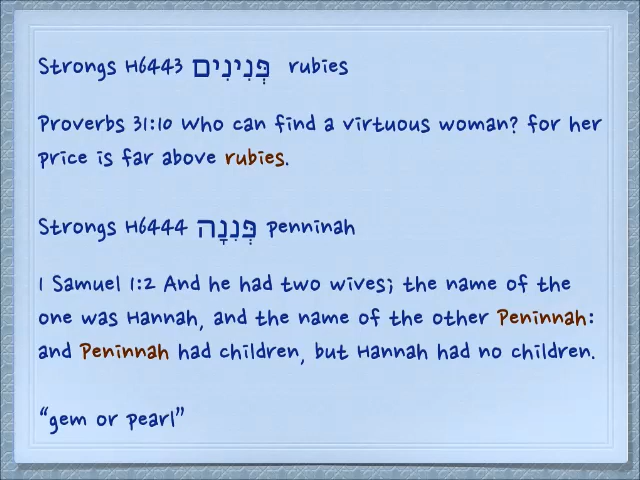 Strongs H6443 פְּנִינִים rubies
Proverbs 31:10 Who can find a virtuous woman? for her
price is far above rubies.
Strongs H6444 פְּנִנָּה penninah
1 Samuel 1:2 And he had two wives; the name of the
one was Hannah, and the name of the other Peninnah:
and Peninnah had children, but Hannah had no children.
“gem or pearl”